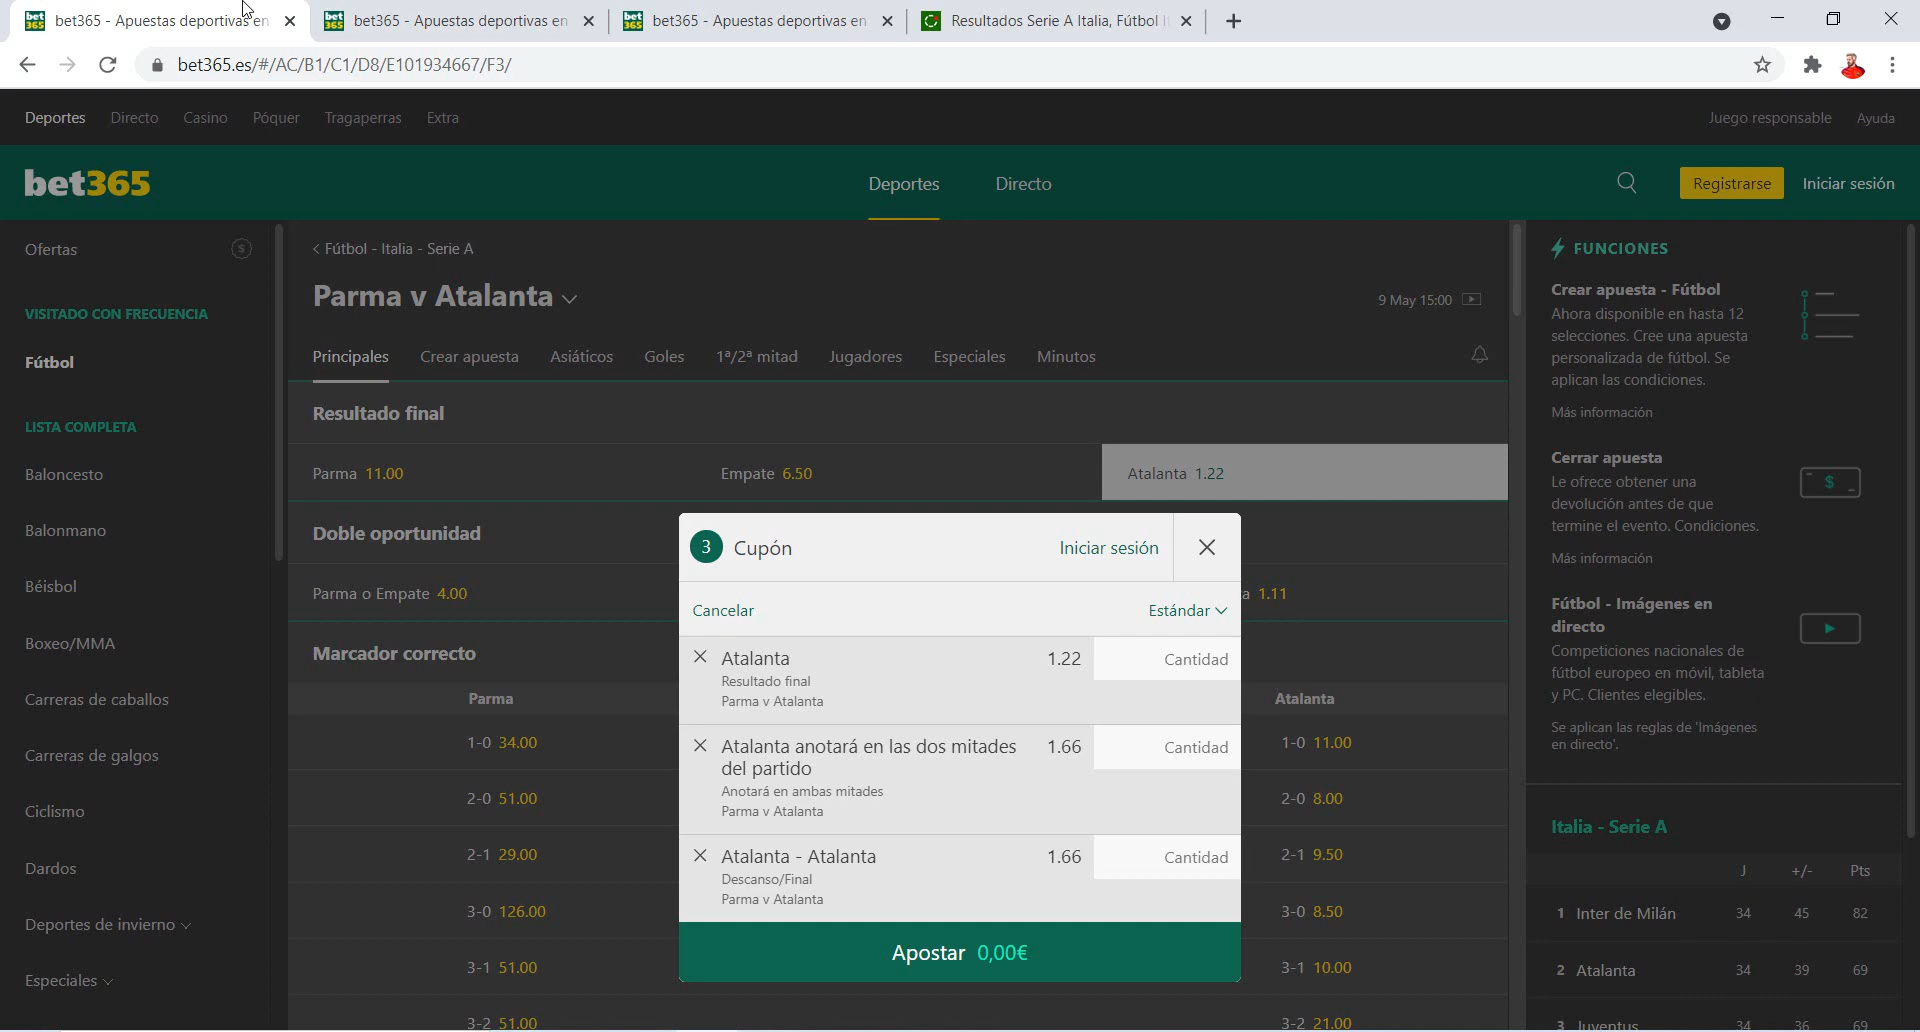 bet365 - Apuestas deportivas en
bet365 - Apuestas deportivas en
bet365 - Apuestas deportivas en
Resultados Serie A Italia, Fútbol I
bet365.es/#/AC/B1/C1/D8/E101934667/F3/
Deportes Directo Casino Póquer Tragaperras Extra
Juego responsable Ayuda
bet365
Deportes Directo
Registrarse Iniciar sesión
Ofertas
VISITADO CON FRECUENCIA
Fútbol
LISTA COMPLETA
Baloncesto
Balonmano
Béisbol
Boxeo/MMA
Carreras de caballos
Carreras de galgos
Ciclismo
Dardos
Deportes de invierno
Especiales
< Fútbol - Italia - Serie A
Parma v Atalanta
9 May 15:00
Principales Crear apuesta Asiáticos Goles 1ª/2ª mitad Jugadores Especiales Minutos
Resultado final
Parma 11.00 Empate 6.50 Atalanta 1.22
Doble oportunidad
Parma o Empate 4.00
a 1.11
Marcador correcto
Parma Atalanta
1-0 34.00 1-0 11.00
2-0 51.00 2-0 8.00
2-1 29.00 2-1 9.50
3-0 126.00 3-0 8.50
3-1 51.00 3-1 10.00
3-2 51.00 3-2 21.00
3 Cupón Iniciar sesión
Cancelar Estándar
Atalanta 1.22 Cantidad
Resultado final
Parma v Atalanta
Atalanta anotará en las dos mitades 1.66 Cantidad
del partido
Anotará en ambas mitades
Parma v Atalanta
Atalanta - Atalanta 1.66 Cantidad
Descanso/Final
Parma v Atalanta
Apostar 0,00€
FUNCIONES
Crear apuesta - Fútbol
Ahora disponible en hasta 12
selecciones. Cree una apuesta
personalizada de fútbol. Se
aplican las condiciones.
Más información
Cerrar apuesta
Le ofrece obtener una
devolución antes de que
termine el evento. Condiciones.
Más información
Fútbol - Imágenes en
directo
Competiciones nacionales de
fútbol europeo en móvil, tableta
y PC. Clientes elegibles.
Se aplican las reglas de 'Imágenes
en directo'.
Italia - Serie A
J +/- Pts
1 Inter de Milán 34 45 82
2 Atalanta 34 39 69
3 Juventus 34 36 69